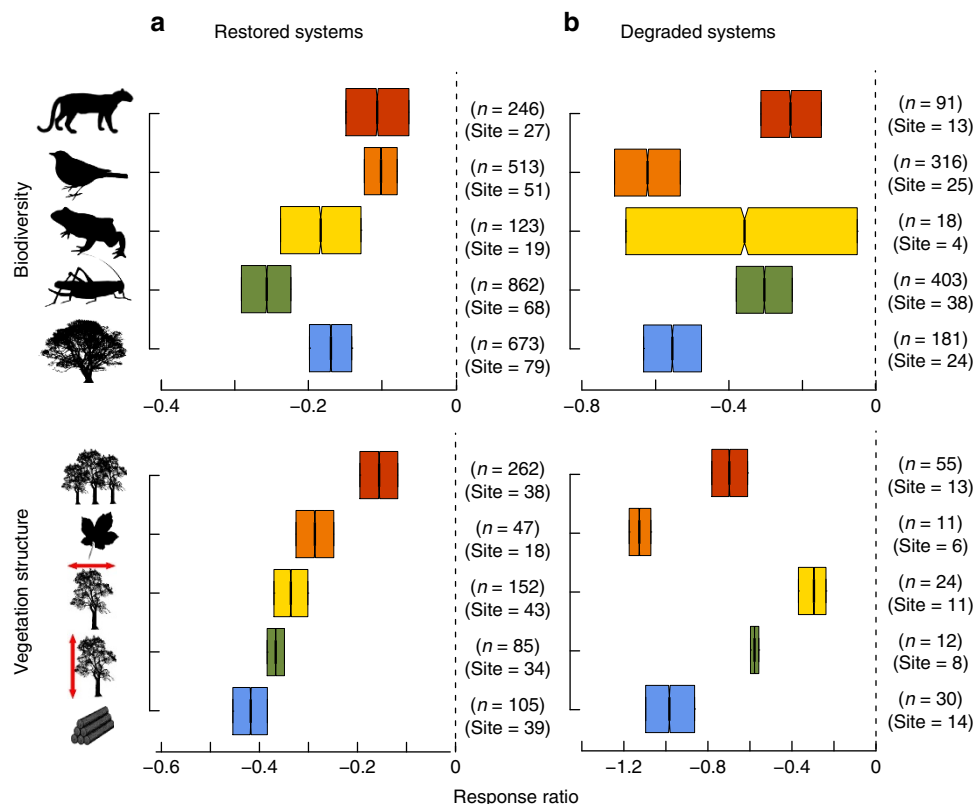 a Restored systems
b Degraded systems
Biodiversity
(n = 246)
(Site = 27)
(n = 513)
(Site = 51)
(n = 123)
(Site = 19)
(n = 862)
(Site = 68)
(n = 673)
(Site = 79)
−0.4 −0.2 0
(n = 91)
(Site = 13)
(n = 316)
(Site = 25)
(n = 18)
(Site = 4)
(n = 403)
(Site = 38)
(n = 181)
(Site = 24)
−0.8 −0.4 0
Vegetation structure
(n = 262)
(Site = 38)
(n = 47)
(Site = 18)
(n = 152)
(Site = 43)
(n = 85)
(Site = 34)
(n = 105)
(Site = 39)
−0.6 −0.4 −0.2 0
(n = 55)
(Site = 13)
(n = 11)
(Site = 6)
(n = 24)
(Site = 11)
(n = 12)
(Site = 8)
(n = 30)
(Site = 14)
−1.2 −0.8 −0.4 0
Response ratio